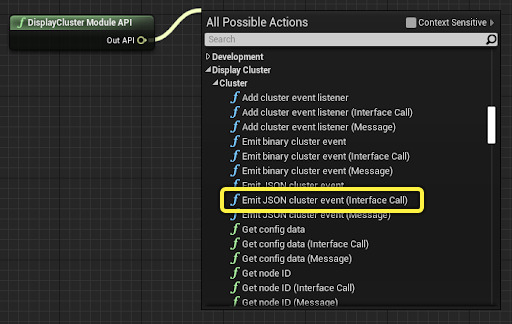 DisplayCluster Module API
Out API
All Possible Actions
Context Sensitive
Search
Development
Display Cluster
Cluster
Add cluster event listener
Add cluster event listener (Interface Call)
Add cluster event listener (Message)
Emit binary cluster event
Emit binary cluster event (Interface Call)
Emit binary cluster event (Message)
Emit JSON cluster event
Emit JSON cluster event (Interface Call)
Emit JSON cluster event (Message)
Get config data
Get config data (Interface Call)
Get config data (Message)
Get node ID
Get node ID (Interface Call)
Get node ID (Message)